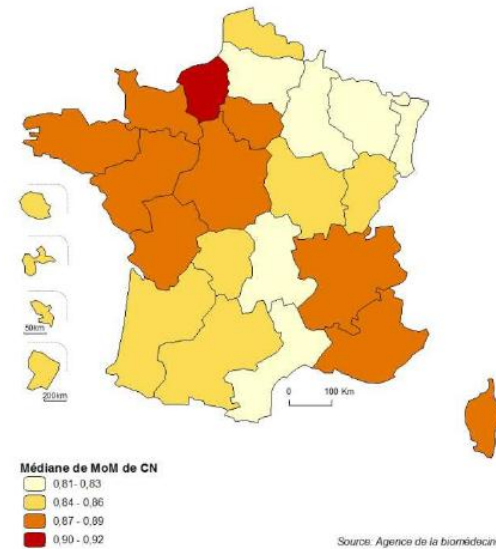 50km
200km
0 100 Km
Médiane de MoM de CN
0,81- 0,83
0,84 - 0,86
0,87 - 0,89
0,90 - 0,92
Source: Agence de la biomédecin